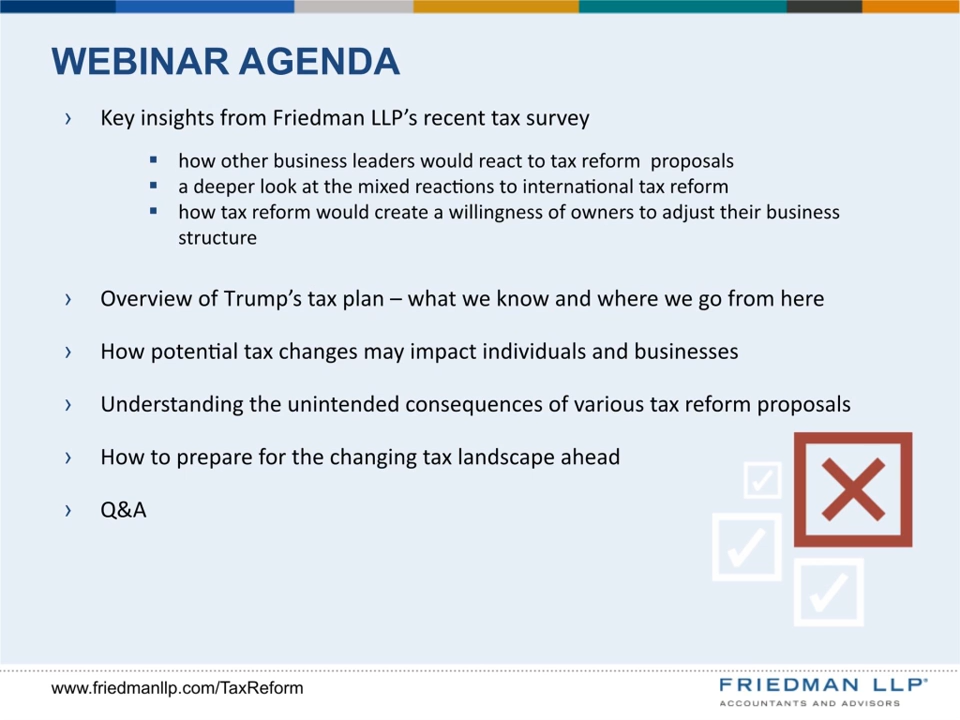 WEBINAR AGENDA
› Key insights from Friedman LLP’s recent tax survey
▪ how other business leaders would react to tax reform  proposals
▪ a deeper look at the mixed reactions to international tax reform
▪ how tax reform would create a willingness of owners to adjust their business
structure
› Overview of Trump’s tax plan – what we know and where we go from here
› How potential tax changes may impact individuals and businesses
› Understanding the unintended consequences of various tax reform proposals
› How to prepare for the changing tax landscape ahead
› Q&A
www.friedmanllp.com/TaxReform
FRIEDMAN LLP®
ACCOUNTANTS AND ADVISORS